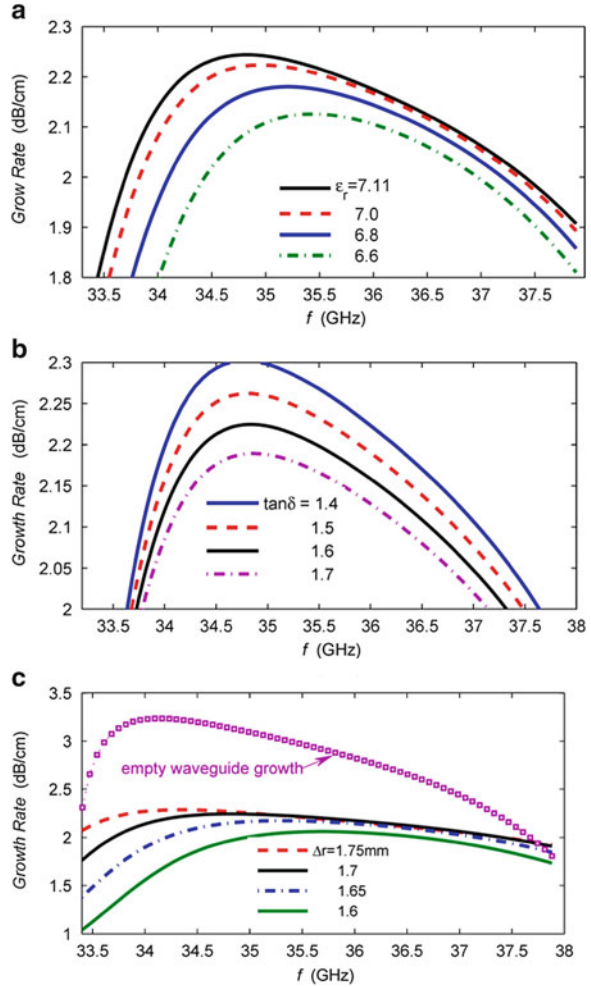 a
2.3
2.2
2.1
2
1.9
1.8
Grow Rate (dB/cm)
εr=7.11
7.0
6.8
6.6
33.5 34 34.5 35 35.5 36 36.5 37 37.5
f (GHz)
b
2.3
2.25
2.2
2.15
2.1
2.05
2
Growth Rate (dB/cm)
tanδ = 1.4
1.5
1.6
1.7
33.5 34 34.5 35 35.5 36 36.5 37 37.5 38
f (GHz)
c
3.5
3
2.5
2
1.5
1
Growth Rate (dB/cm)
empty waveguide growth
Δr=1.75mm
1.7
1.65
1.6
33.5 34 34.5 35 35.5 36 36.5 37 37.5 38
f (GHz)